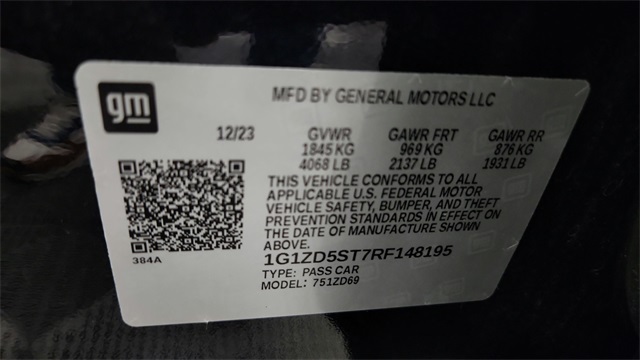 gm
MFD BY GENERAL MOTORS LLC
12/23 GVWR GAWR FRT GAWR RR
1845 KG 969 KG 876 KG
4068 LB 2137 LB 1931 LB
THIS VEHICLE CONFORMS TO ALL
APPLICABLE U.S. FEDERAL MOTOR
VEHICLE SAFETY, BUMPER, AND THEFT
PREVENTION STANDARDS IN EFFECT ON
THE DATE OF MANUFACTURE SHOWN
ABOVE.
384A
1G1ZD5ST7RF148195
TYPE: PASS CAR
MODEL: 751ZD69